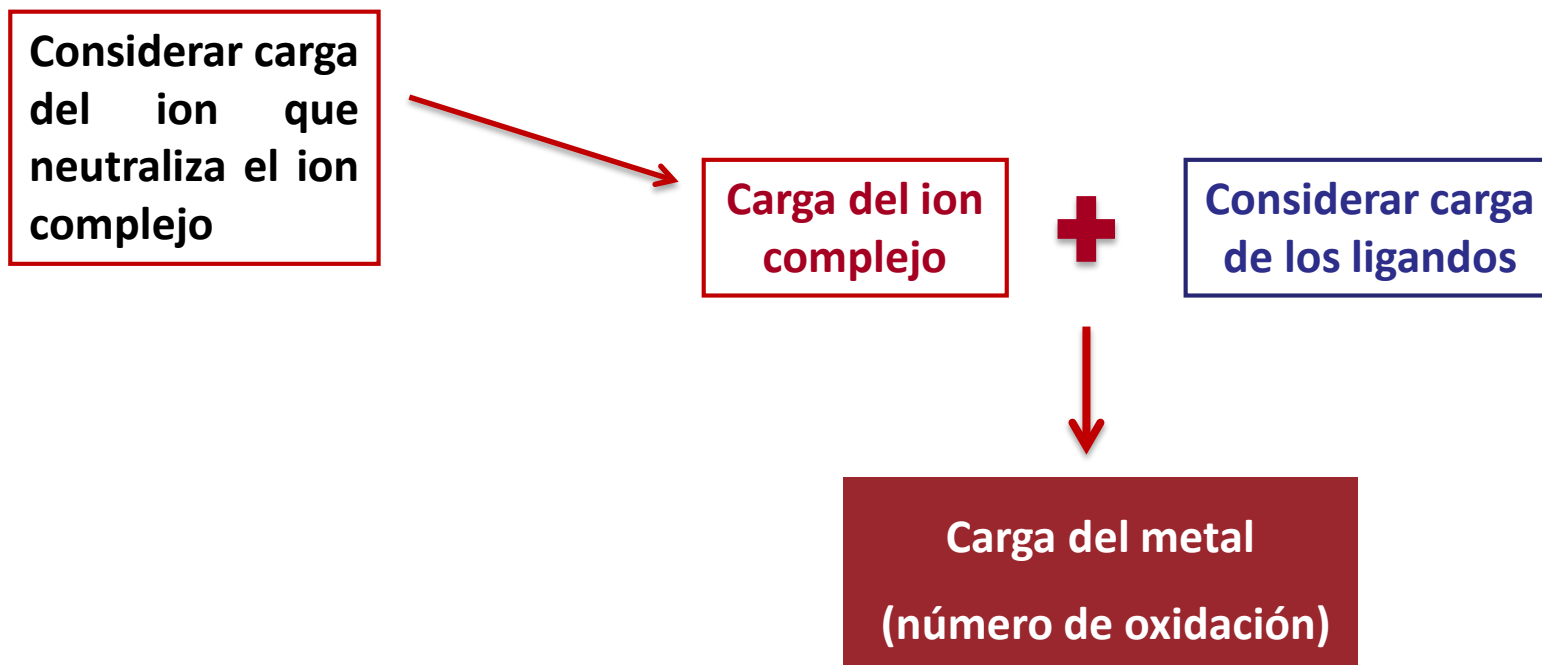 Considerar carga
del ion que
neutraliza el ion
complejo
Carga del ion
complejo
Considerar carga
de los ligandos
Carga del metal
(número de oxidación)